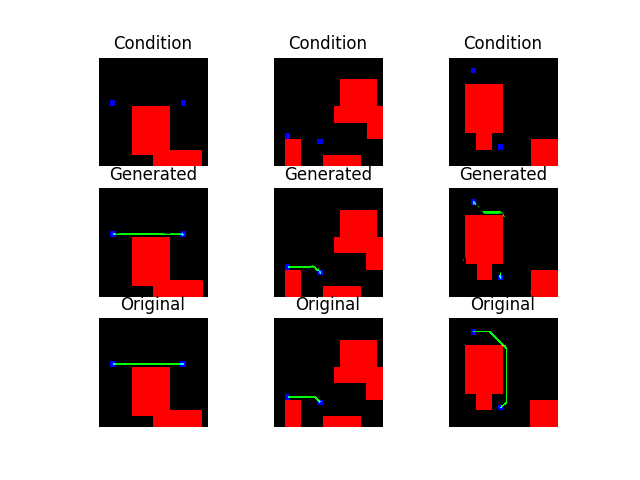 Condition Condition Condition
Generated Generated Generated
Original Original Original